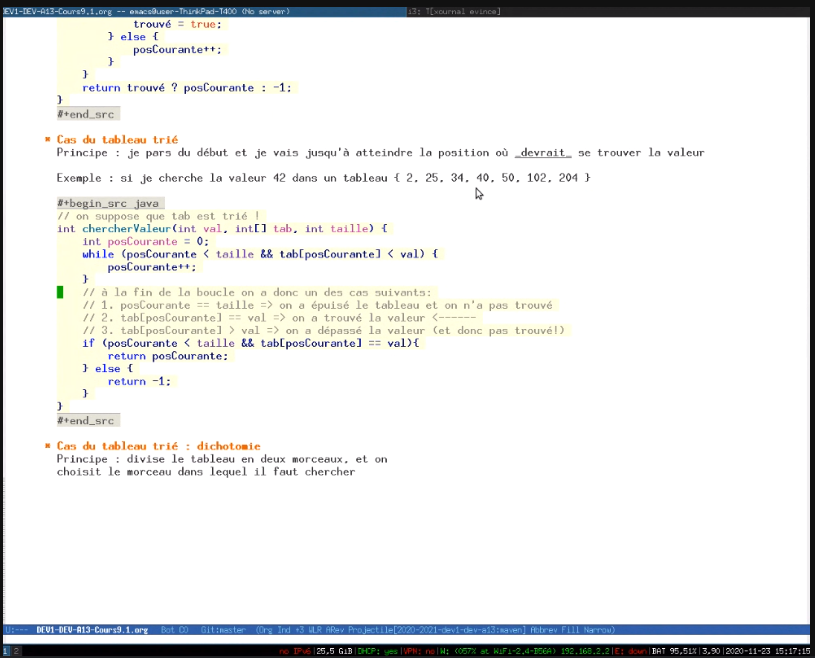 DEV1-DEV-A13-Cours9.1.org -- emacs@user-ThinkPad-T400 (No server)
i3: T[xournal evince]
trouvé = true;
} else {
posCourante++;
}
}
return trouvé ? posCourante : -1;
}
#+end_src
Cas du tableau trié
Principe : je pars du début et je vais jusqu'à atteindre la position où _devrait_ se trouver la valeur
Exemple : si je cherche la valeur 42 dans un tableau { 2, 25, 34, 40, 50, 102, 204 }
#+begin_src java
// on suppose que tab est trié !
int chercherValeur(int val, int[] tab, int taille) {
int posCourante = 0;
while (posCourante < taille && tab[posCourante] < val) {
posCourante++;
}
// à la fin de la boucle on a donc un des cas suivants:
// 1. posCourante == taille => on a épuisé le tableau et on n'a pas trouvé
// 2. tab[posCourante] == val => on a trouvé la valeur <------
// 3. tab[posCourante] > val => on a dépassé la valeur (et donc pas trouvé!)
if (posCourante < taille && tab[posCourante] == val){
return posCourante;
} else {
return -1;
}
}
#+end_src
Cas du tableau trié : dichotomie
Principe : divise le tableau en deux morceaux, et on
choisit le morceau dans lequel il faut chercher
U:--- DEV1-DEV-A13-Cours9.1.org Bot Git:master (Org Ind +3 WLR ARev Projectile[2020-2021-dev1-dev-a13:maven] Abbrev Fill Narrow)
1 2 no IPv6|25,5 GiB|DHCP: yes|VPN: no|W: (057% at WiFi-2.4-B56A) 192.168.2.2|E: down|BAT 95,51%|3,90|2020-11-23 15:17:15